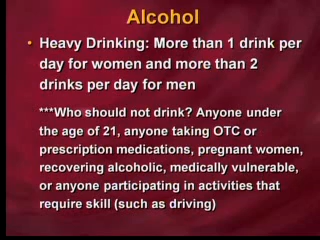 Alcohol
• Heavy Drinking: More than 1 drink per
day for women and more than 2
drinks per day for men
***Who should not drink? Anyone under
the age of 21, anyone taking OTC or
prescription medications, pregnant women,
recovering alcoholic, medically vulnerable,
or anyone participating in activities that
require skill (such as driving)